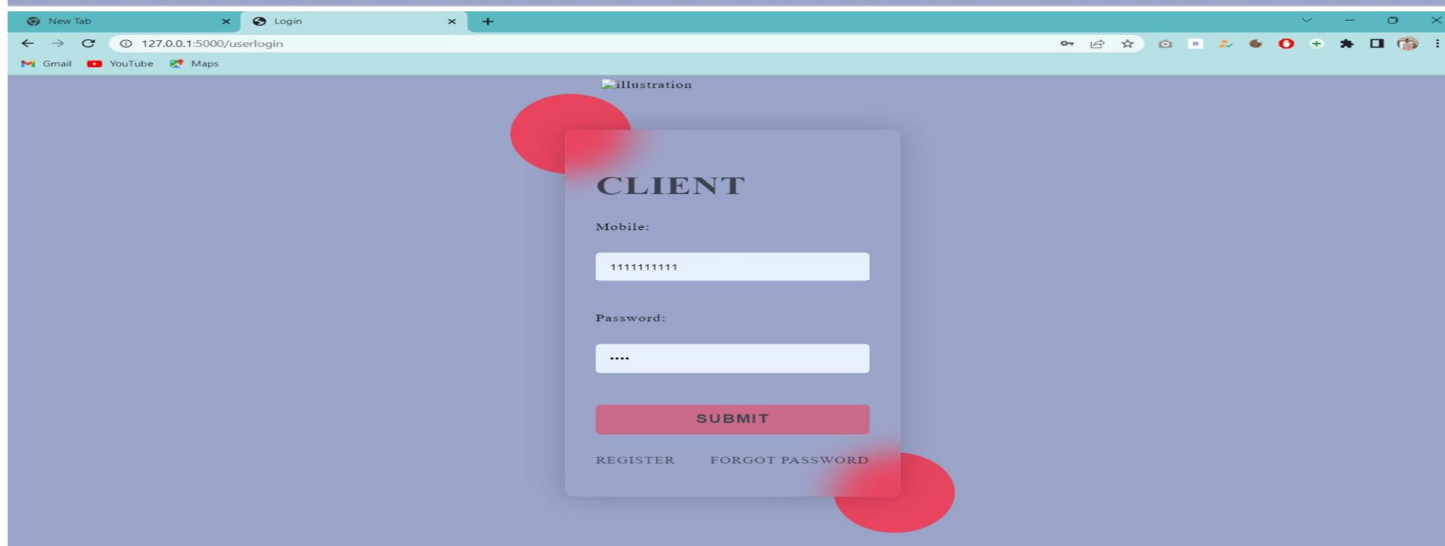 New Tab
Login
127.0.0.1:5000/userlogin
Gmail YouTube Maps
illustration
CLIENT
Mobile:
1111111111
Password:
••••
SUBMIT
REGISTER FORGOT PASSWORD